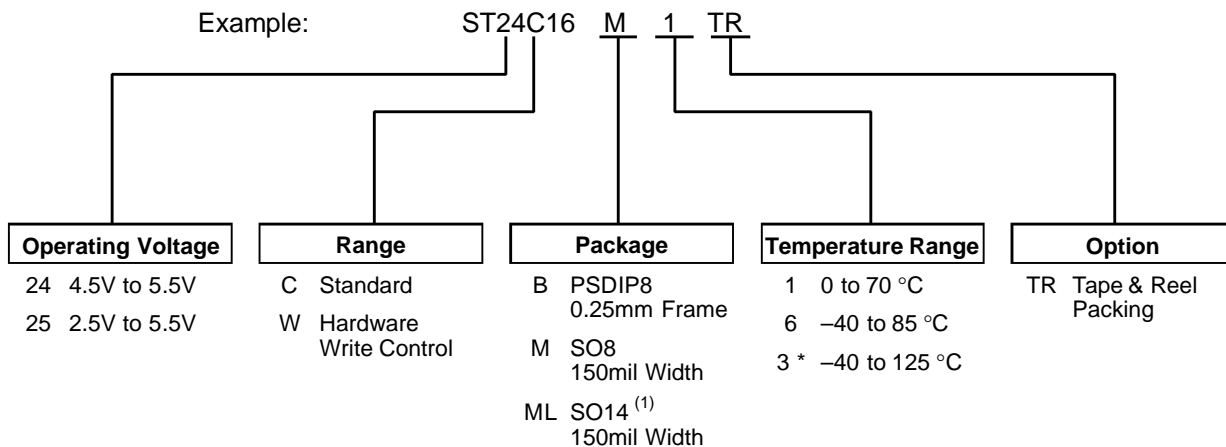 Example: ST24C16 M 1 TR
Operating Voltage
24 4.5V to 5.5V
25 2.5V to 5.5V
Range
C Standard
W Hardware
Write Control
Package
B PSDIP8
0.25mm Frame
M SO8
150mil Width
ML SO14 (1)
150mil Width
Temperature Range
1 0 to 70 °C
6 –40 to 85 °C
3 * –40 to 125 °C
Option
TR Tape & Reel
Packing